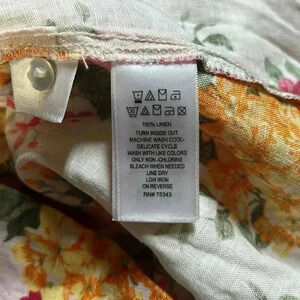 100% LINEN
TURN INSIDE OUT
MACHINE WASH COOL-
DELICATE CYCLE
WASH WITH LIKE COLORS
ONLY NON -CHLORINE
BLEACH WHEN NEEDED
LINE DRY
LOW IRON
ON REVERSE
RN# 75343